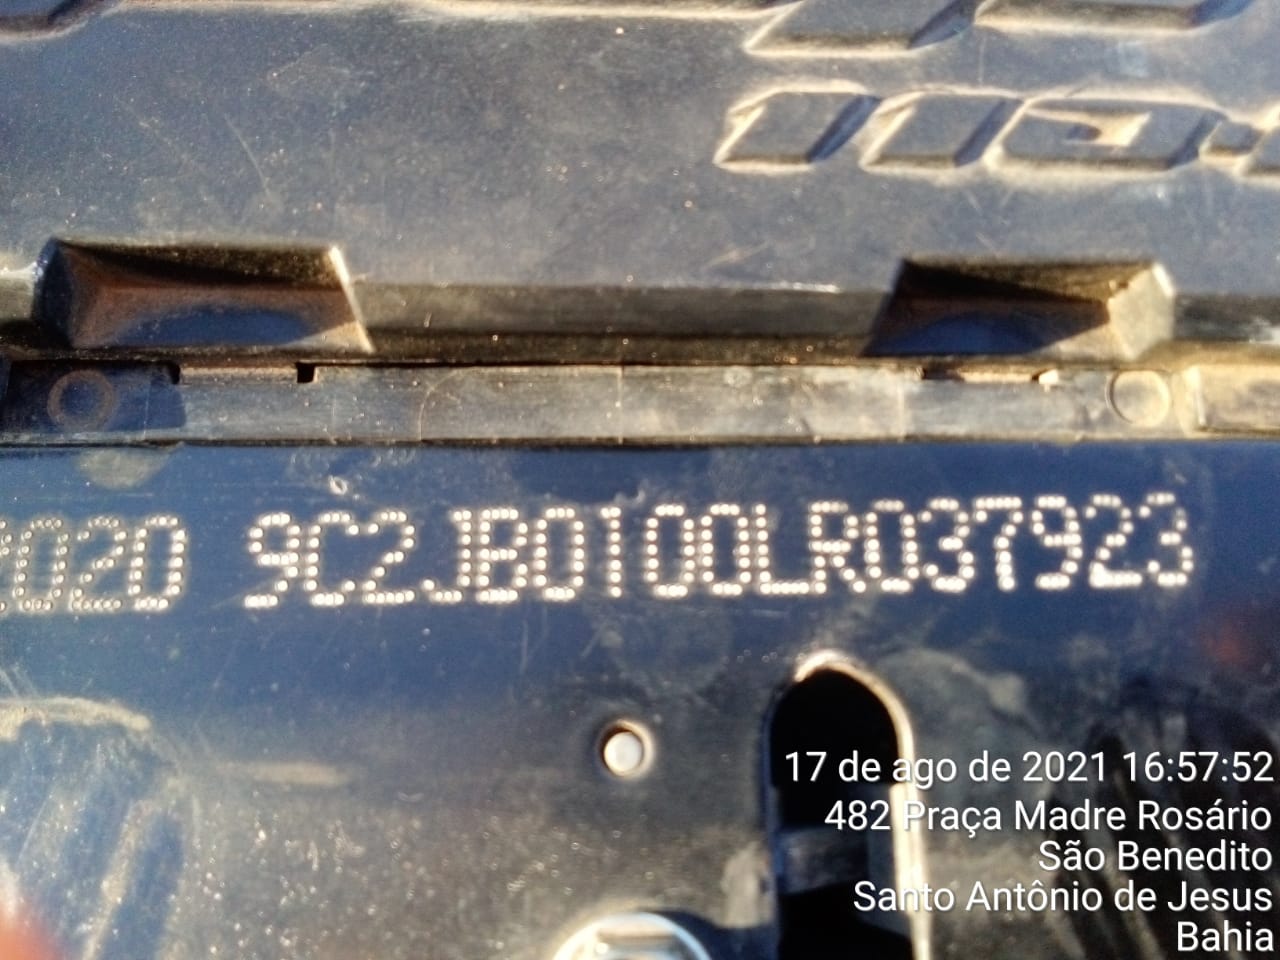 2020 9C2JB0100LR037923
17 de ago de 2021 16:57:52
482 Praça Madre Rosário
São Benedito
Santo Antônio de Jesus
Bahia